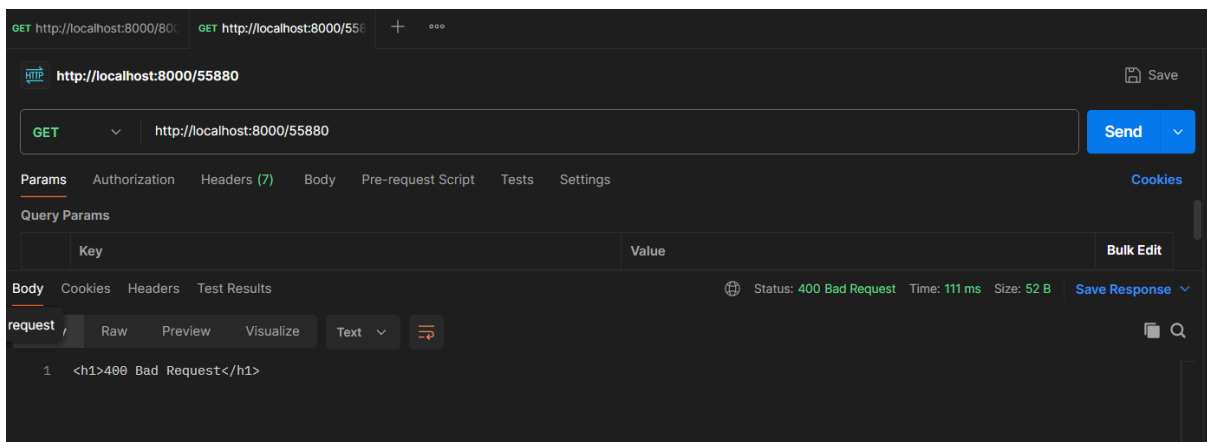 GET http://localhost:8000/800 GET http://localhost:8000/558 + ooo
HTTP http://localhost:8000/55880 Save
GET http://localhost:8000/55880 Send
Params Authorization Headers (7) Body Pre-request Script Tests Settings Cookies
Query Params
Key Value Bulk Edit
Body Cookies Headers Test Results Status: 400 Bad Request Time: 111 ms Size: 52 B Save Response
request Raw Preview Visualize Text
1 <h1>400 Bad Request</h1>